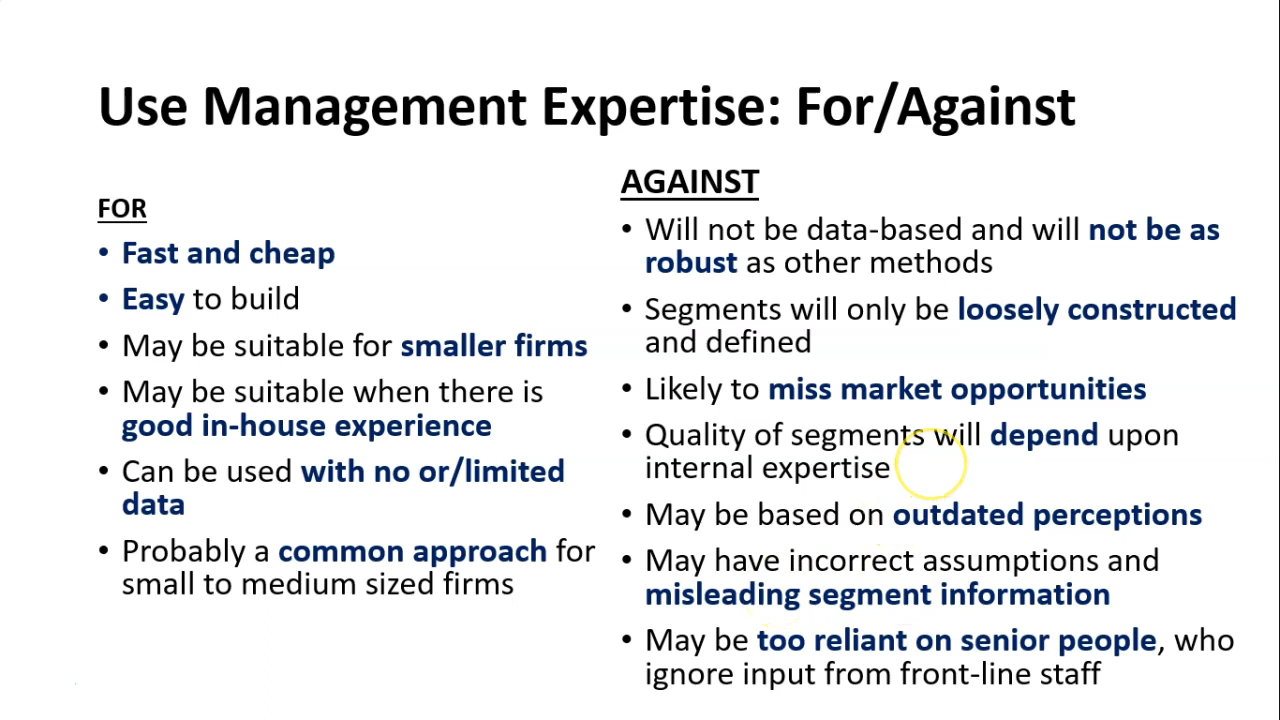 Use Management Expertise: For/Against
FOR
• Fast and cheap
• Easy to build
• May be suitable for smaller firms
• May be suitable when there is
good in-house experience
• Can be used with no or/limited
data
• Probably a common approach for
small to medium sized firms
AGAINST
• Will not be data-based and will not be as
robust as other methods
• Segments will only be loosely constructed
and defined
• Likely to miss market opportunities
• Quality of segments will depend upon
internal expertise
• May be based on outdated perceptions
• May have incorrect assumptions and
misleading segment information
• May be too reliant on senior people, who
ignore input from front-line staff